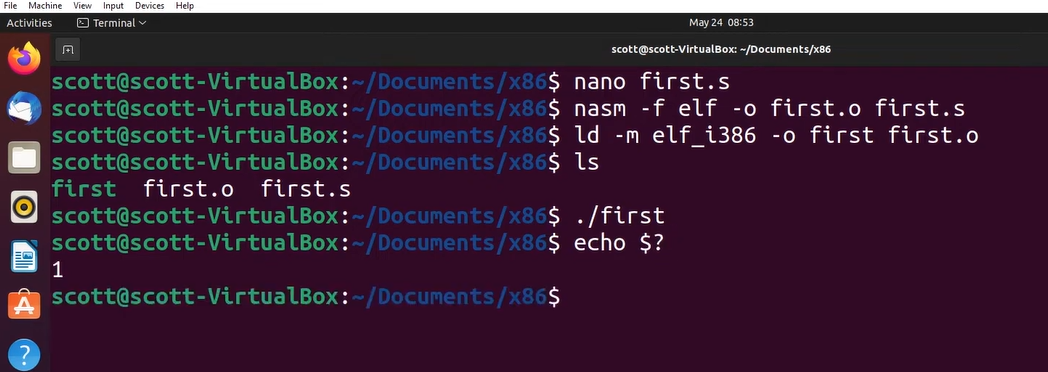 File Machine View Input Devices Help
Activities Terminal May 24 08:53
scott@scott-VirtualBox: ~/Documents/x86
scott@scott-VirtualBox:~/Documents/x86$ nano first.s
scott@scott-VirtualBox:~/Documents/x86$ nasm -f elf -o first.o first.s
scott@scott-VirtualBox:~/Documents/x86$ ld -m elf_i386 -o first first.o
scott@scott-VirtualBox:~/Documents/x86$ ls
first first.o first.s
scott@scott-VirtualBox:~/Documents/x86$ ./first
scott@scott-VirtualBox:~/Documents/x86$ echo $?
1
scott@scott-VirtualBox:~/Documents/x86$